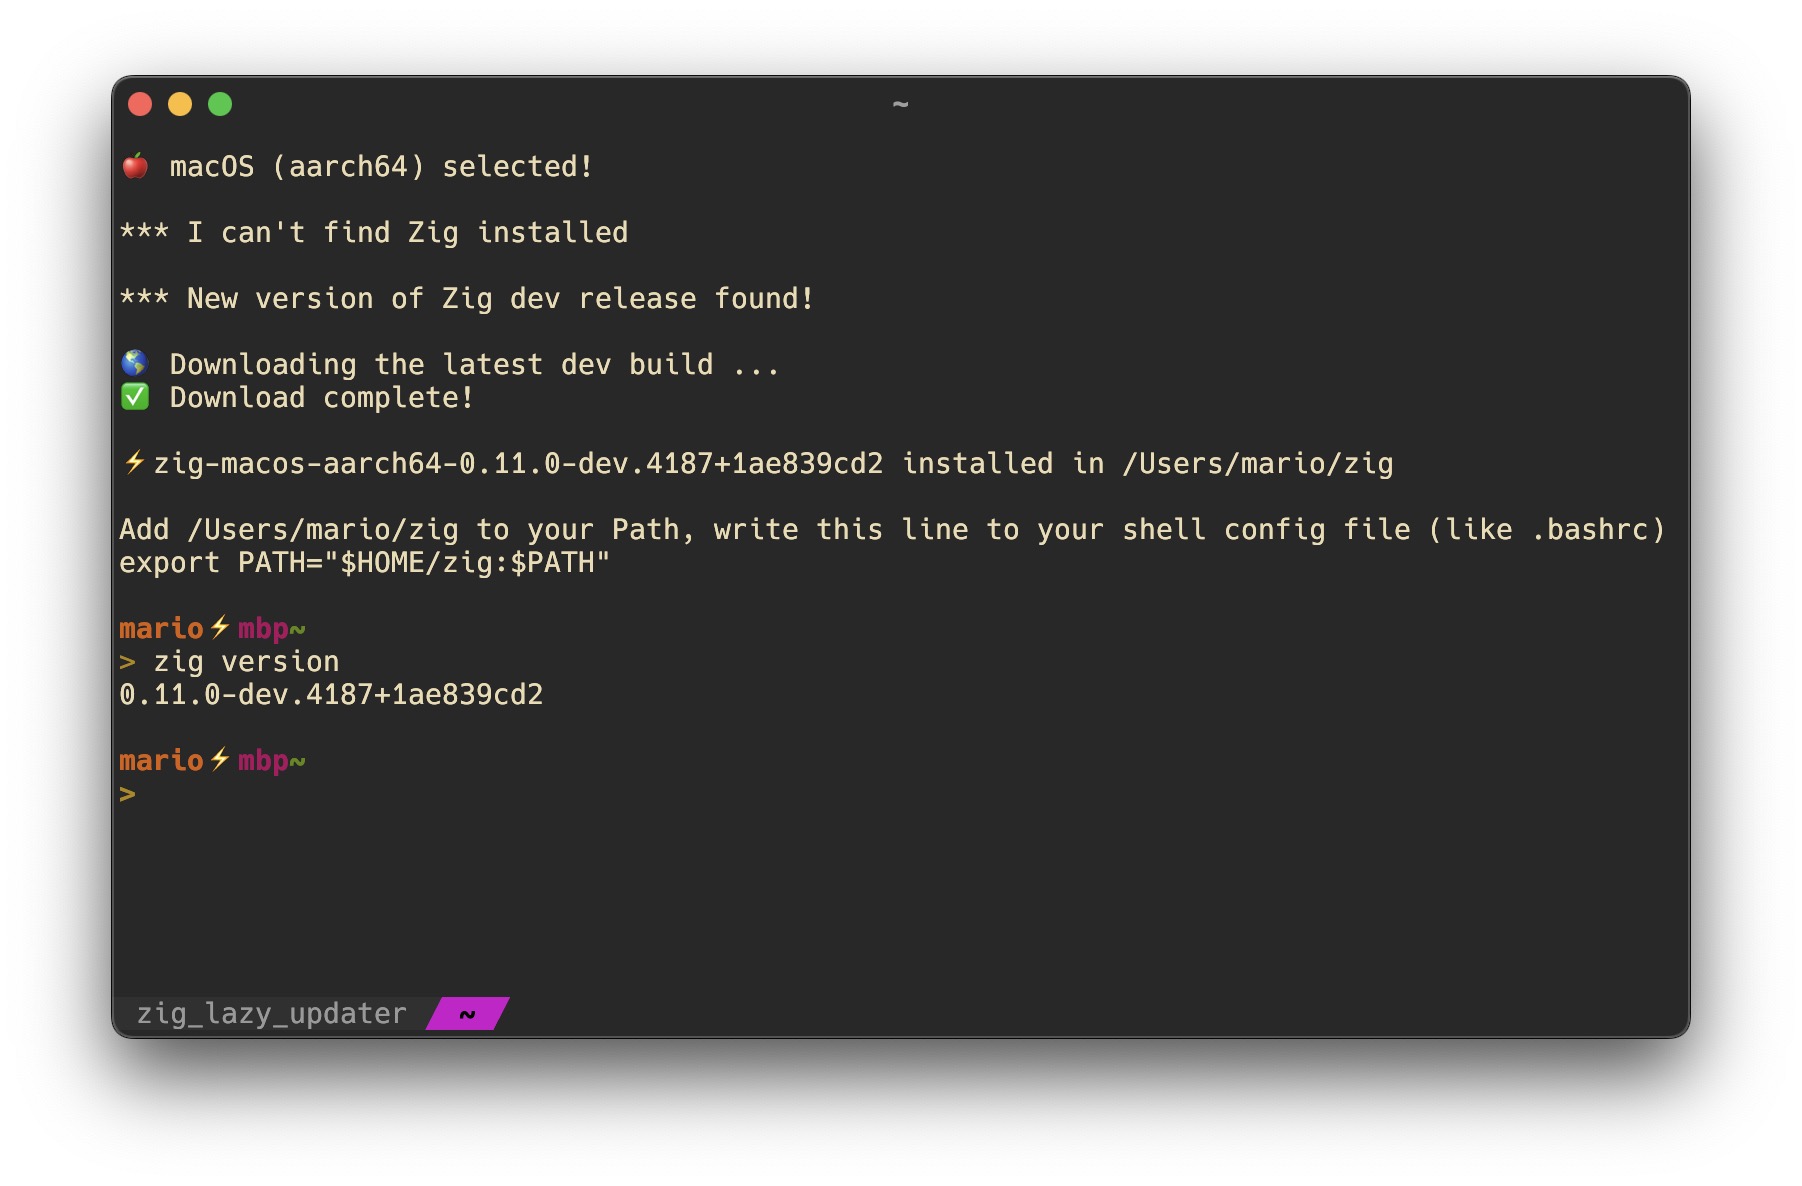 ~
🍎 macOS (aarch64) selected!
*** I can't find Zig installed
*** New version of Zig dev release found!
🌎 Downloading the latest dev build ...
✅ Download complete!
⚡zig-macos-aarch64-0.11.0-dev.4187+1ae839cd2 installed in /Users/mario/zig
Add /Users/mario/zig to your Path, write this line to your shell config file (like .bashrc)
export PATH="$HOME/zig:$PATH"
mario⚡mbp~
> zig version
0.11.0-dev.4187+1ae839cd2
mario⚡mbp~
>
zig_lazy_updater ~